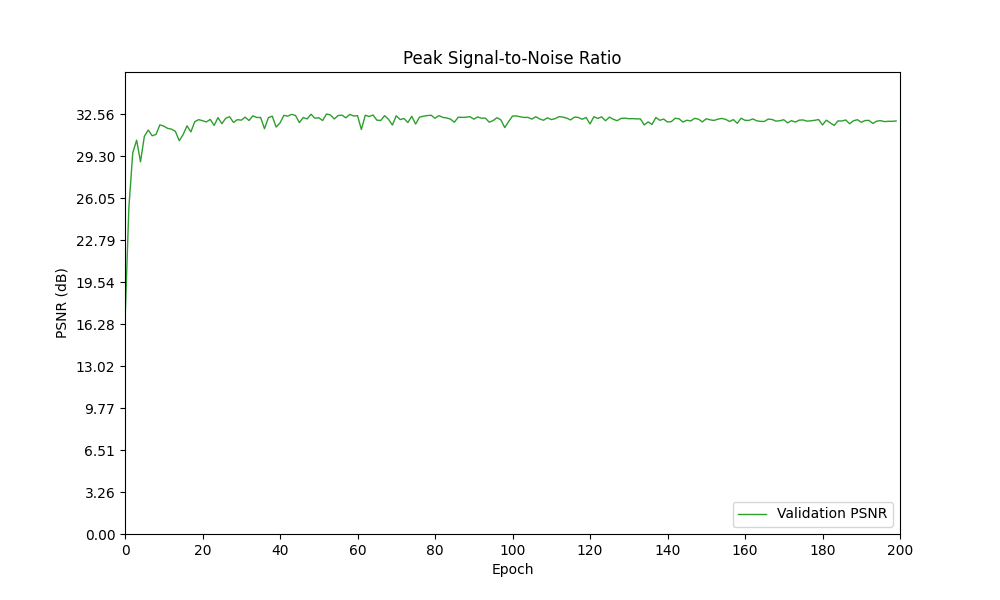 Peak Signal-to-Noise Ratio
PSNR (dB)
32.56
29.30
26.05
22.79
19.54
16.28
13.02
9.77
6.51
3.26
0.00
Validation PSNR
0 20 40 60 80 100 120 140 160 180 200
Epoch